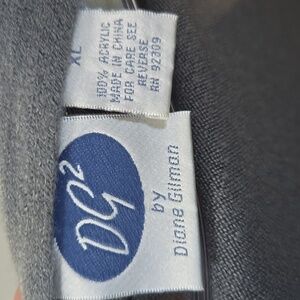 XL
100% ACRYLIC
MADE IN CHINA
FOR CARE SEE
REVERSE
RN 92309
DG2
by
Diane Gilman